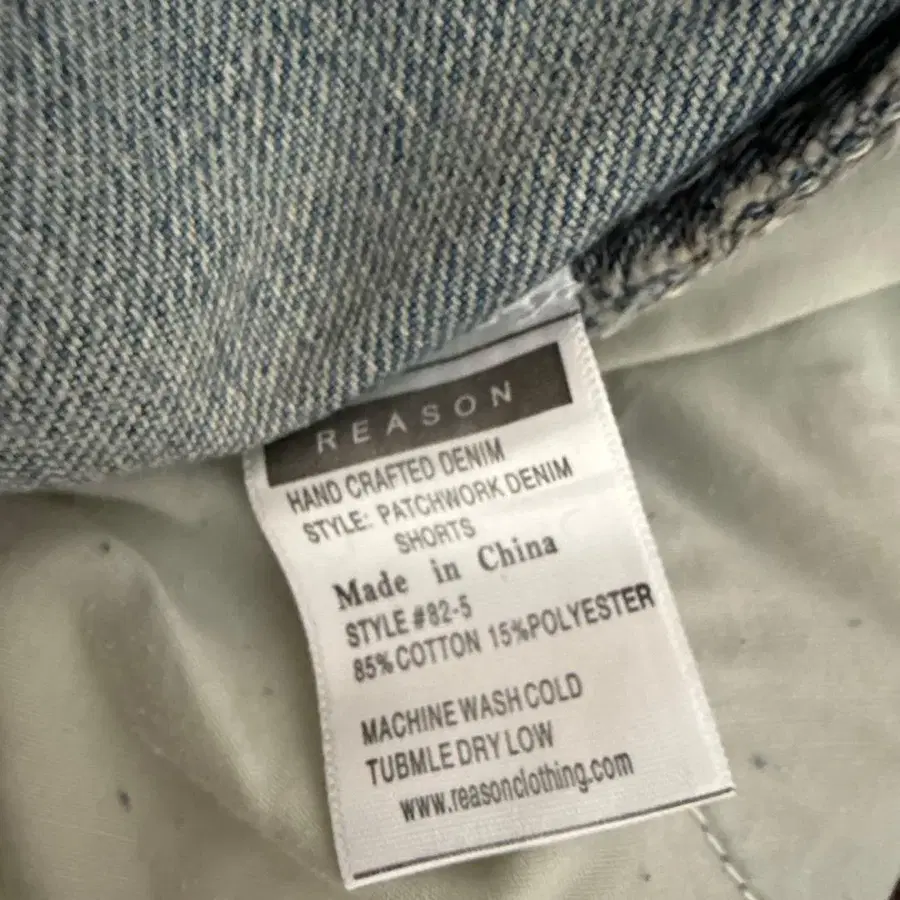 REASON
HAND CRAFTED DENIM
STYLE: PATCHWORK DENIM
SHORTS
Made in China
STYLE #82-5
85% COTTON 15%POLYESTER
MACHINE WASH COLD
TUBMLE DRY LOW
www.reasonclothing.com